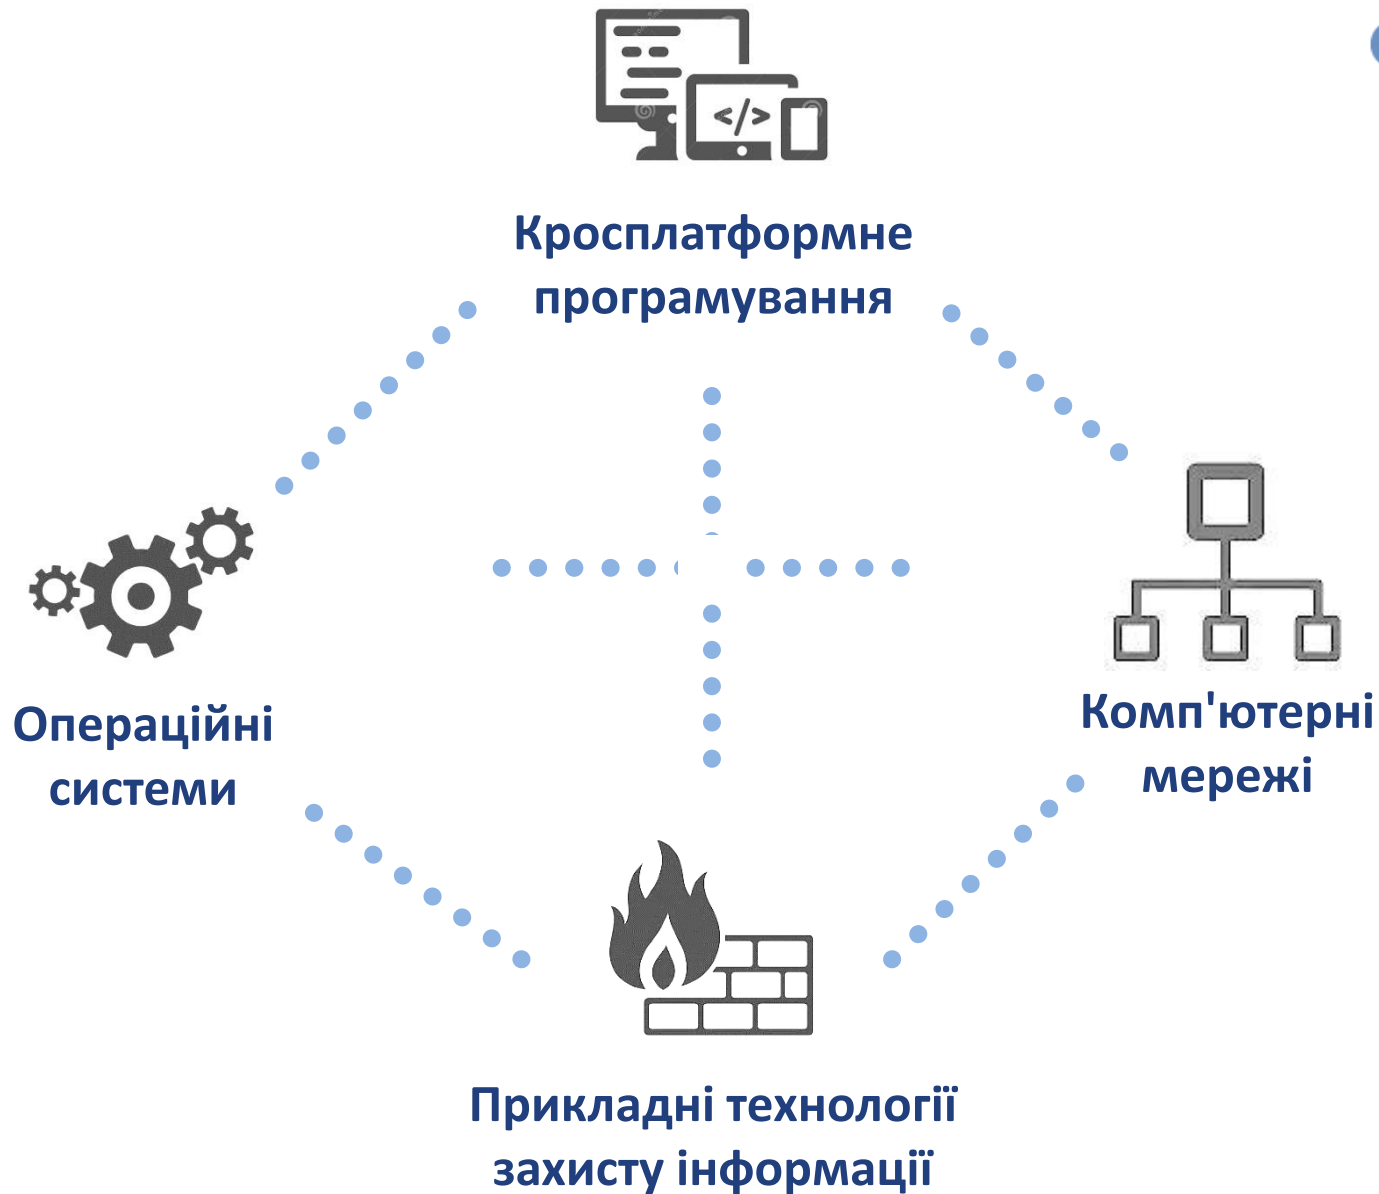 </>
Кросплатформне
програмування
Операційні
системи
Комп'ютерні
мережі
Прикладні технології
захисту інформації